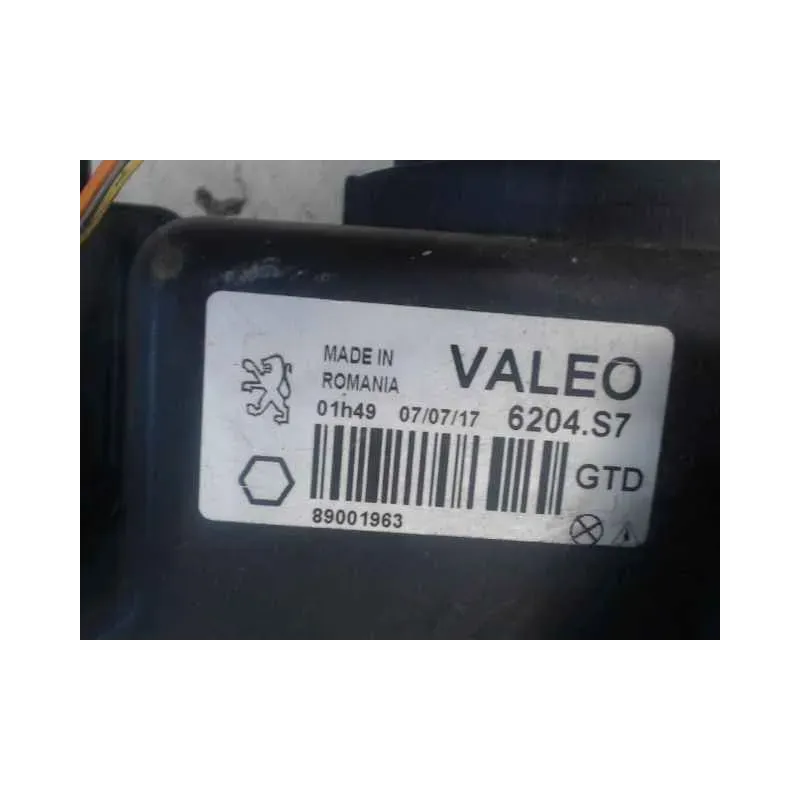 MADE IN
ROMANIA
VALEO
01h49 07/07/17 6204.S7
GTD
89001963